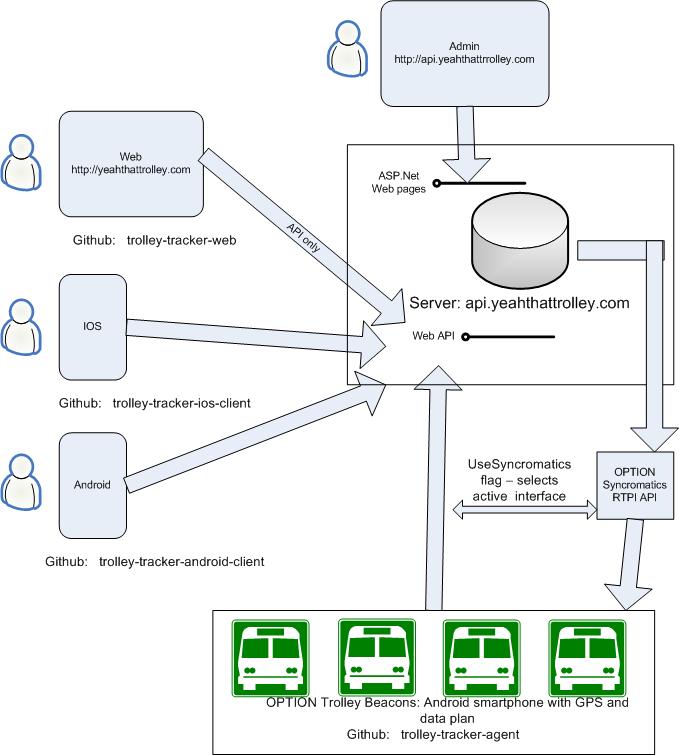 Admin
http://api.yeahthattrrolley.com
Web
http://yeahthattrolley.com
Github: trolley-tracker-web
ASP.Net
Web pages
API only
Server: api.yeahthattrolley.com
Web API
IOS
Github: trolley-tracker-ios-client
Android
Github: trolley-tracker-android-client
UseSyncromatics
flag – selects
active interface
OPTION
Syncromatics
RTPI API
OPTION Trolley Beacons: Android smartphone with GPS and
data plan
Github: trolley-tracker-agent